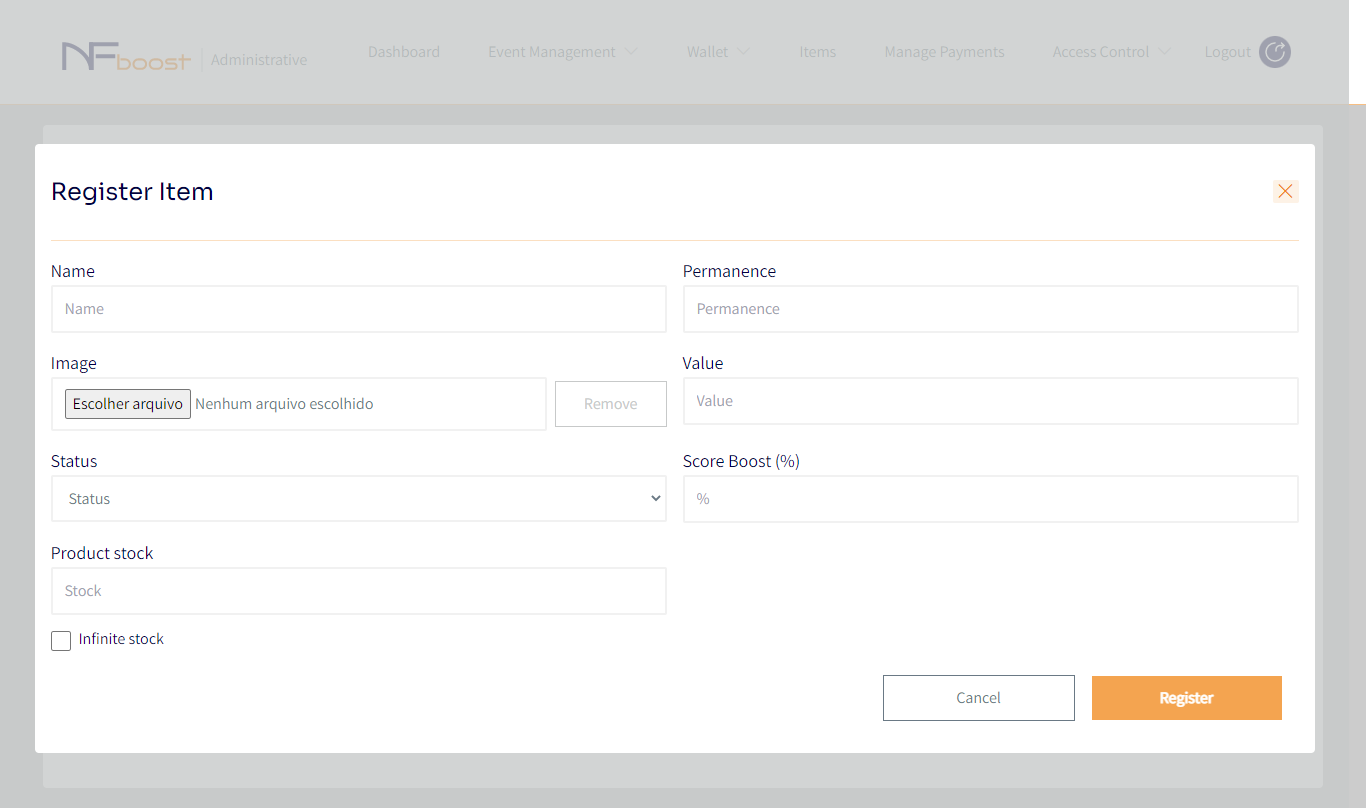 NFboost | Administrative Dashboard Event Management Wallet Items Manage Payments Access Control Logout
Register Item
Name Permanence
Name Permanence
Image Value
Escolher arquivo Nenhum arquivo escolhido Remove Value
Status Score Boost (%)
Status %
Product stock
Stock
Infinite stock
Cancel Register